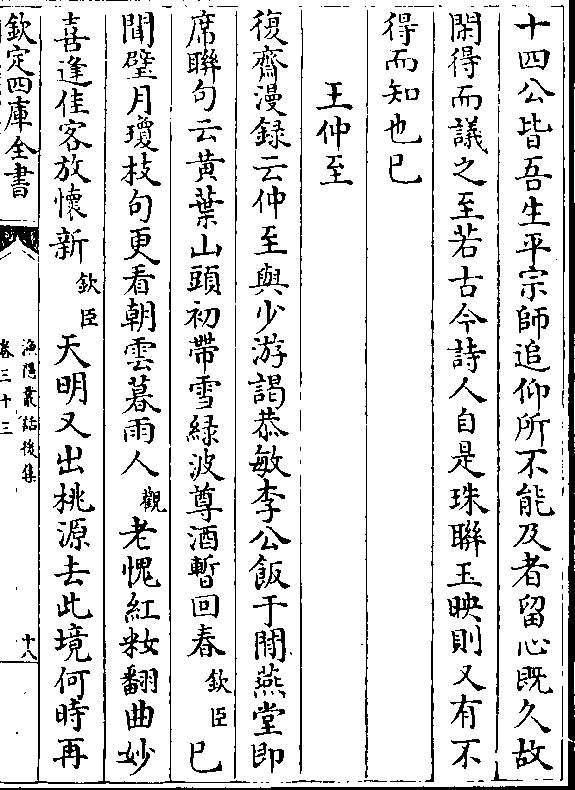 十四公皆吾生平宗師追仰所不能及者留心既久故
閑得而議之至若古今詩人自是珠聯玉映則又有不
得而知也已
王仲至
復齋漫録云仲至與少游謁恭敏李公飯于閑燕堂即
席聯句云黄葉山頭初帶雪緑波尊酒暫回春欽臣已
聞璧月瓊枝句更看朝雲暮雨人觀老愧紅粧翻曲妙
喜逢佳客放懷新欽臣天明又出桃源去此境何時再
欽定四庫全書
漁隱叢話後集
卷三十三
十八